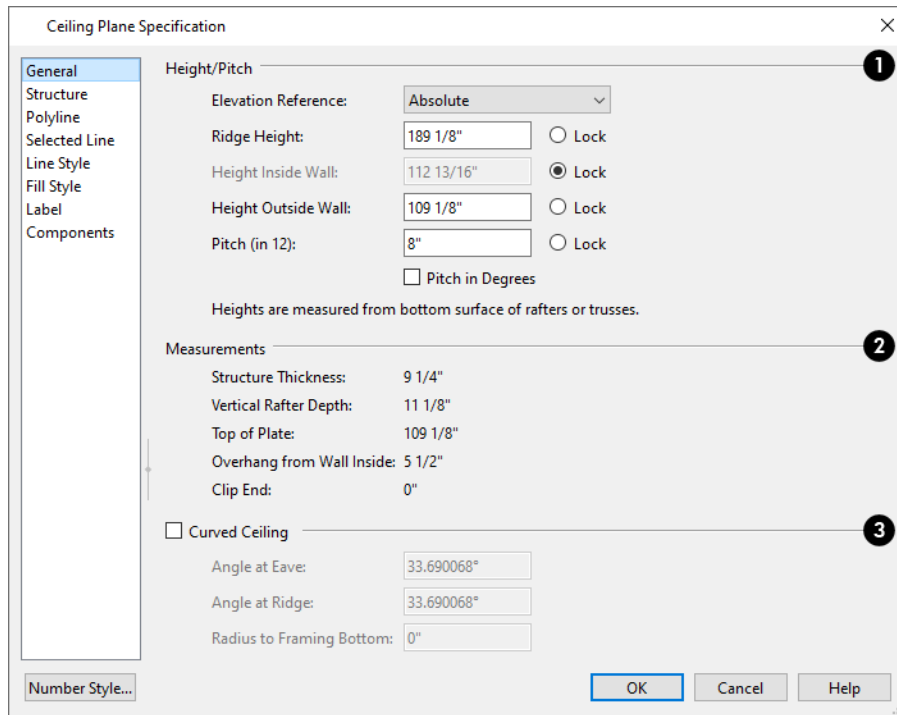 Ceiling Plane Specification
General
Structure
Polyline
Selected Line
Line Style
Fill Style
Label
Components
Height/Pitch 1
Elevation Reference: Absolute
Ridge Height: 189 1/8" Lock
Height Inside Wall: 112 13/16" Lock
Height Outside Wall: 109 1/8" Lock
Pitch (in 12): 8" Lock
Pitch in Degrees
Heights are measured from bottom surface of rafters or trusses.
Measurements 2
Structure Thickness: 9 1/4"
Vertical Rafter Depth: 11 1/8"
Top of Plate: 109 1/8"
Overhang from Wall Inside: 5 1/2"
Clip End: 0"
Curved Ceiling 3
Angle at Eave: 33.690068°
Angle at Ridge: 33.690068°
Radius to Framing Bottom: 0"
Number Style... OK Cancel Help